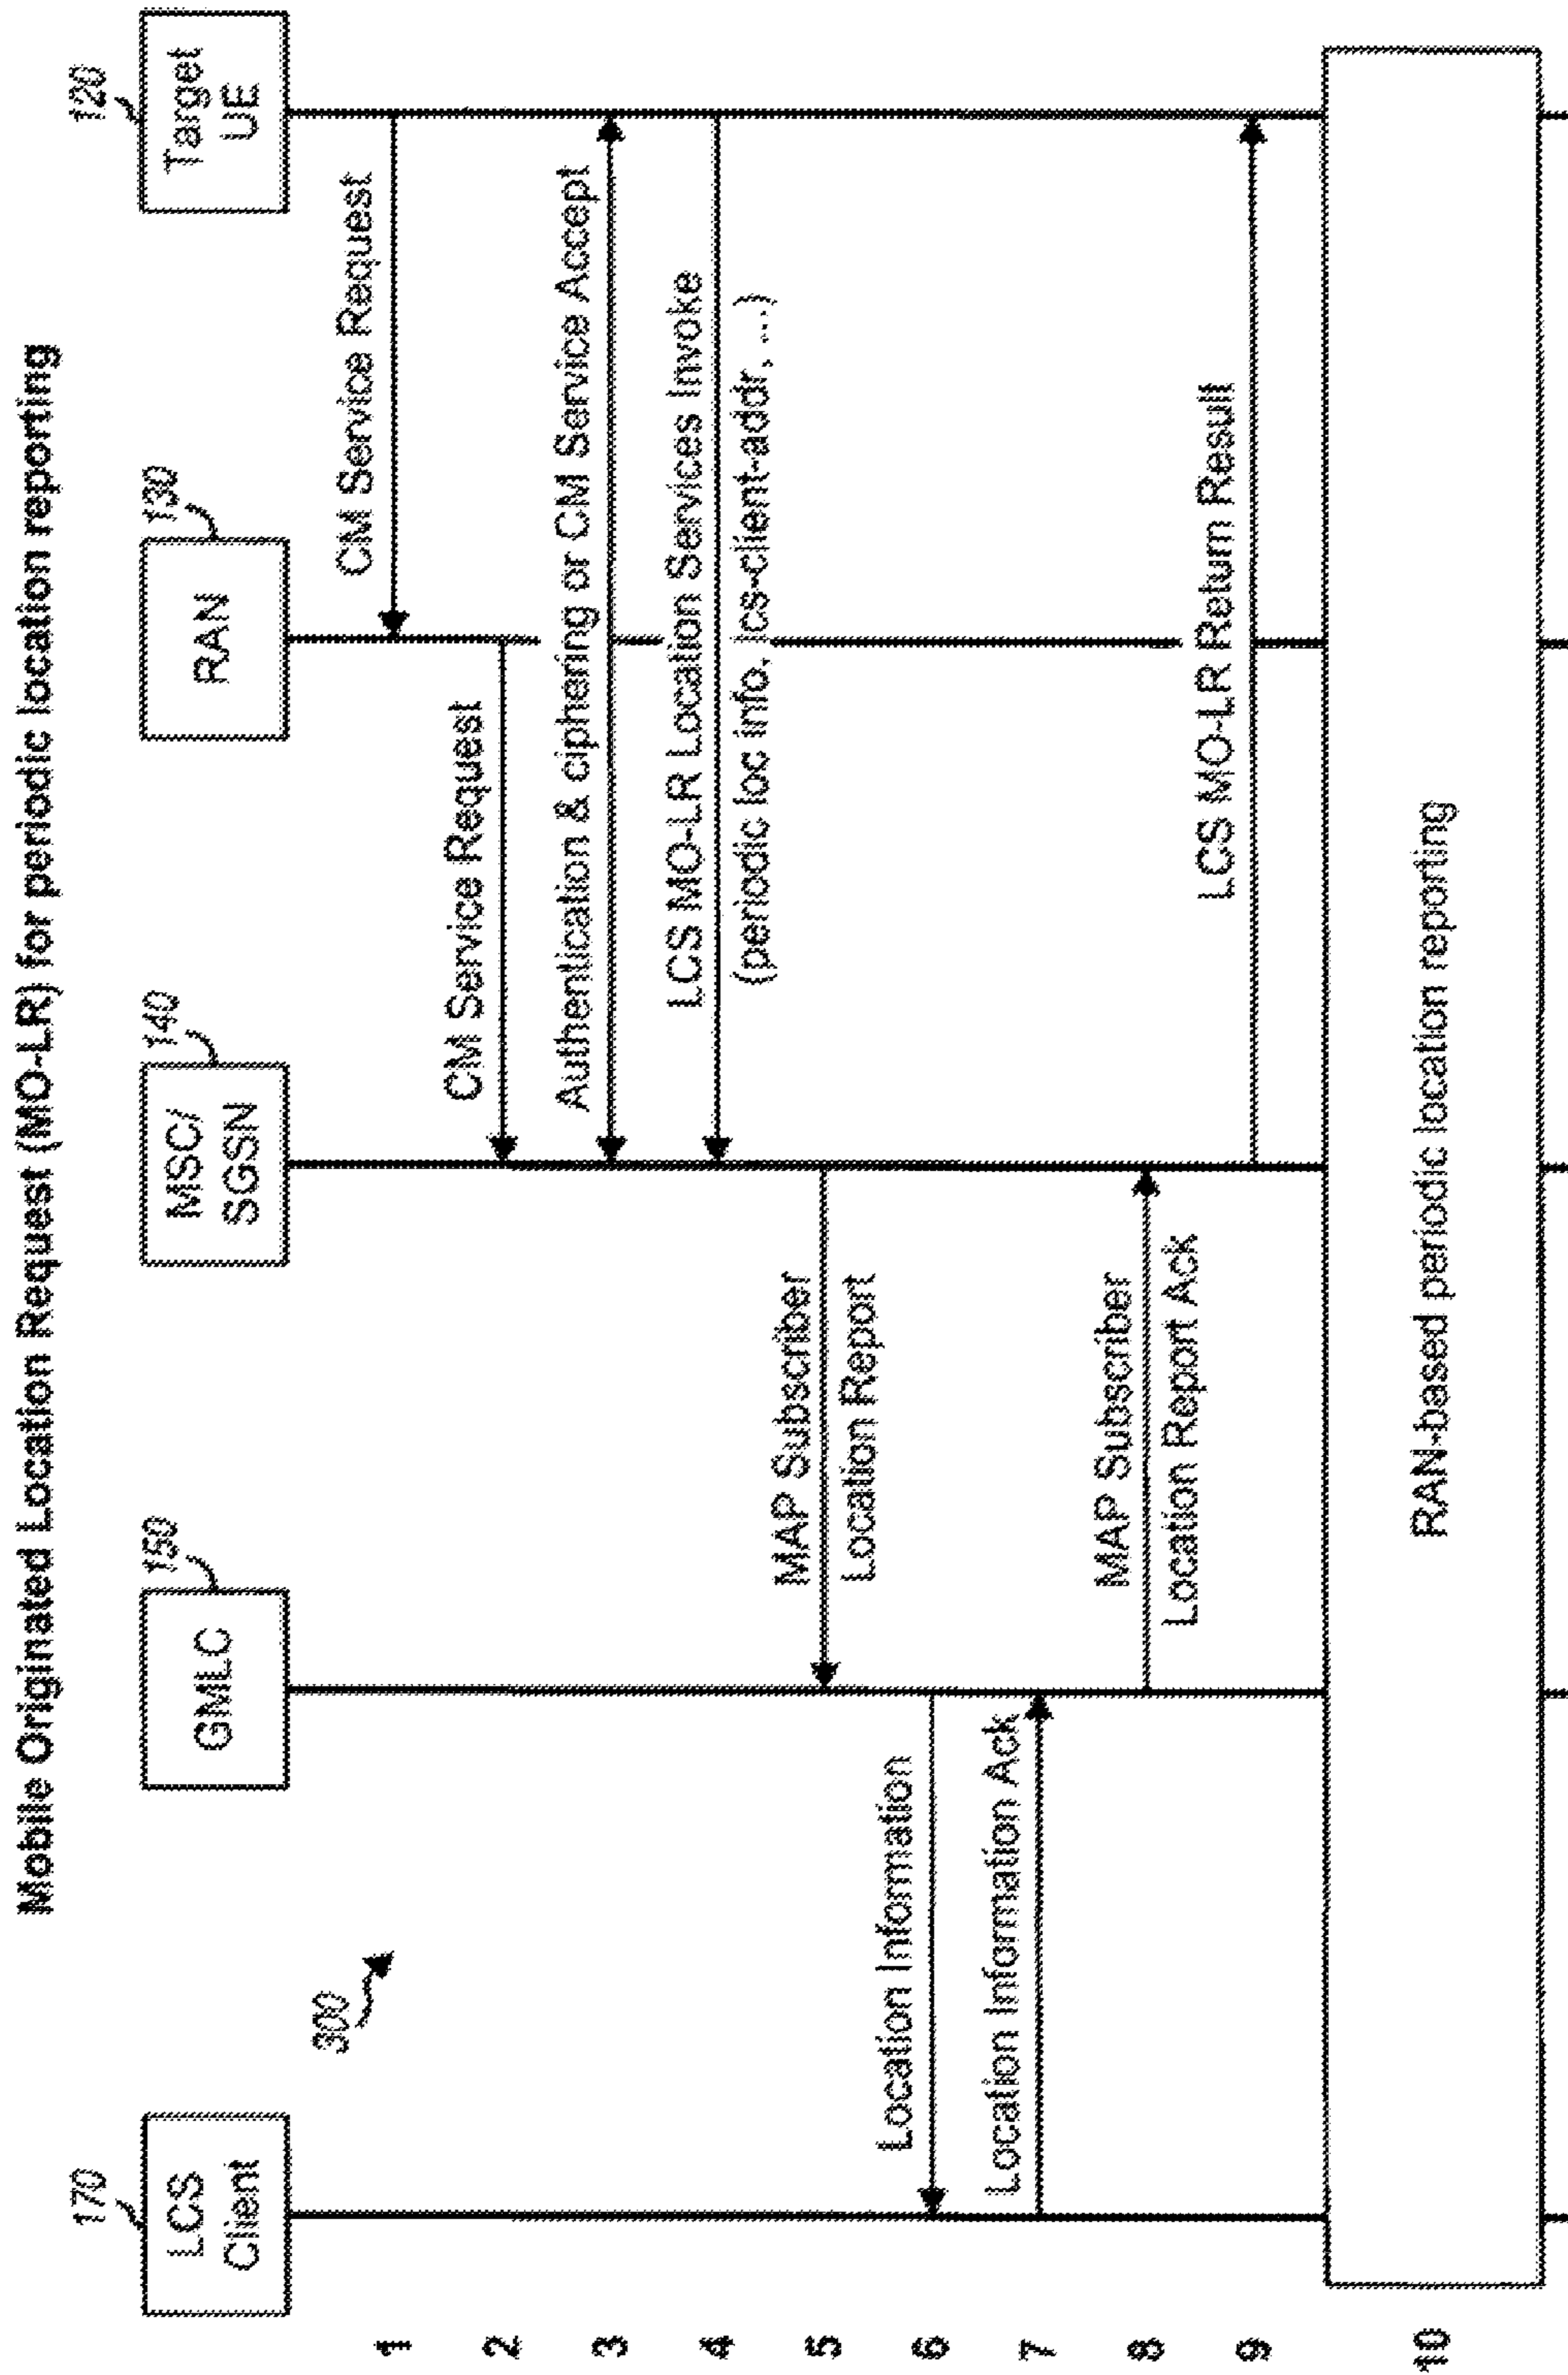 Mobile Originated Location Request (MO-LR) for periodic location reporting
170
150
140
130
120
LCS
Client
GMLC
MSC/
SGSN
RAN
Target
UE
300
1
CM Service Request
2
CM Service Request
3
Authentication & ciphering or CM Service Accept
4
LCS MO-LR Location Services Invoke
(periodic loc info, lcs-client-addr, ...)
5
MAP Subscriber
Location Report
6
Location Information
7
Location Information Ack
8
MAP Subscriber
Location Report Ack
9
LCS MO-LR Return Result
10
RAN-based periodic location reporting